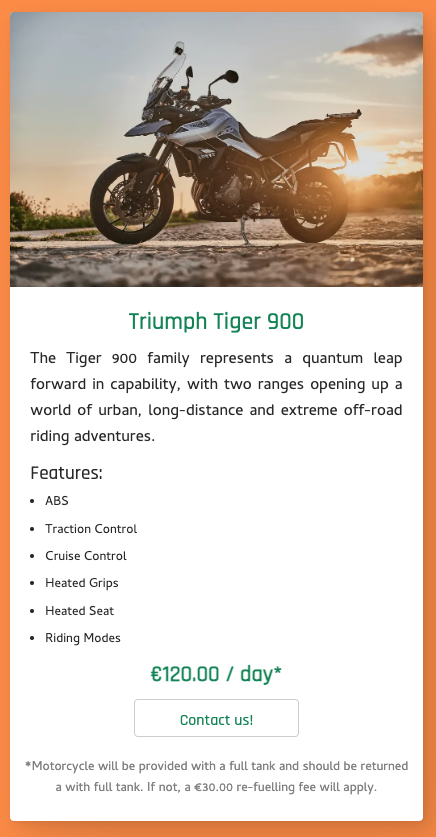 Triumph Tiger 900
The Tiger 900 family represents a quantum leap
forward in capability, with two ranges opening up a
world of urban, long-distance and extreme off-road
riding adventures.
Features:
• ABS
• Traction Control
• Cruise Control
• Heated Grips
• Heated Seat
• Riding Modes
€120.00 / day*
Contact us!
*Motorcycle will be provided with a full tank and should be returned
a with full tank. If not, a €30.00 re-fuelling fee will apply.